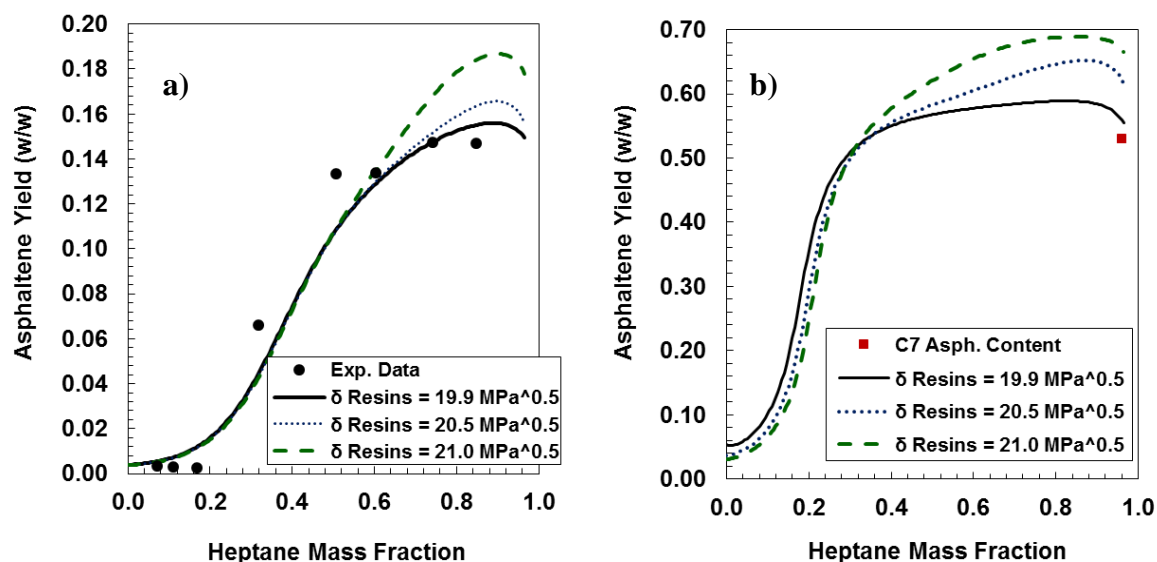 a)
Asphaltene Yield (w/w)
0.20
0.18
0.16
0.14
0.12
0.10
0.08
0.06
0.04
0.02
0.00
0.0 0.2 0.4 0.6 0.8 1.0
Heptane Mass Fraction
Exp. Data
δ Resins = 19.9 MPa^0.5
δ Resins = 20.5 MPa^0.5
δ Resins = 21.0 MPa^0.5
b)
Asphaltene Yield (w/w)
0.70
0.60
0.50
0.40
0.30
0.20
0.10
0.00
0.0 0.2 0.4 0.6 0.8 1.0
Heptane Mass Fraction
C7 Asph. Content
δ Resins = 19.9 MPa^0.5
δ Resins = 20.5 MPa^0.5
δ Resins = 21.0 MPa^0.5